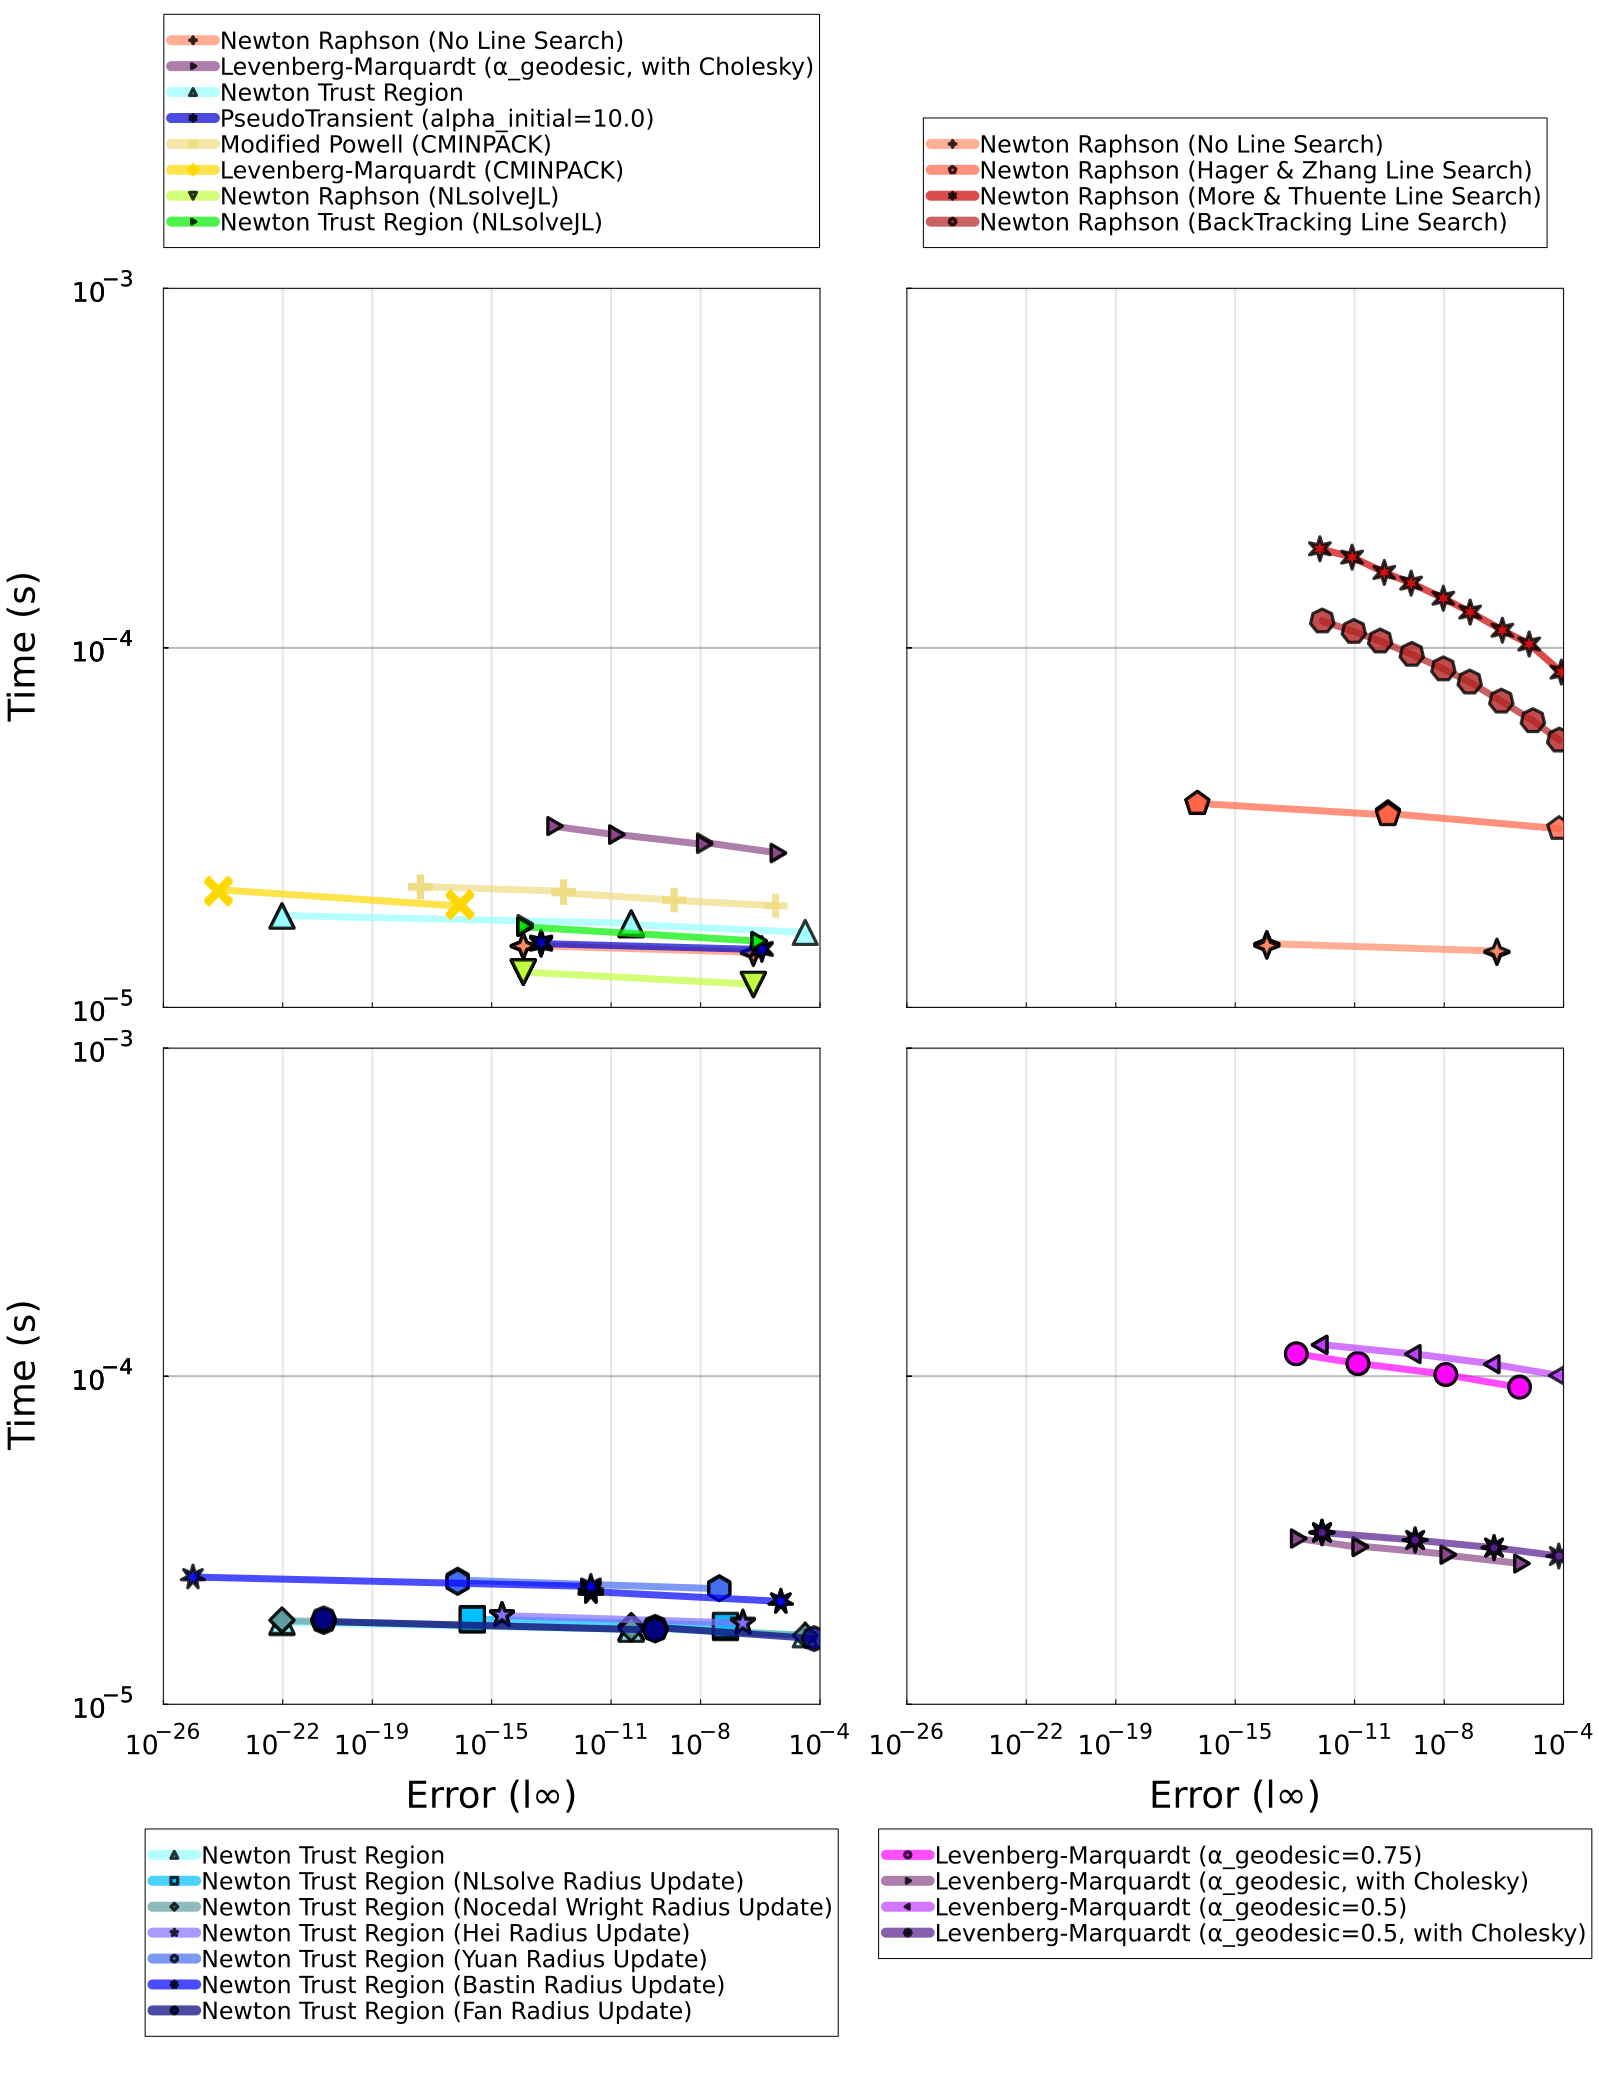 Newton Raphson (No Line Search)
Levenberg-Marquardt (α_geodesic, with Cholesky)
Newton Trust Region
PseudoTransient (alpha_initial=10.0)
Modified Powell (CMINPACK)
Levenberg-Marquardt (CMINPACK)
Newton Raphson (NLsolveJL)
Newton Trust Region (NLsolveJL)
Newton Raphson (No Line Search)
Newton Raphson (Hager & Zhang Line Search)
Newton Raphson (More & Thuente Line Search)
Newton Raphson (BackTracking Line Search)
Time (s)
10⁻³
10⁻⁴
10⁻⁵
Time (s)
10⁻³
10⁻⁴
10⁻⁵
10⁻²⁶ 10⁻²² 10⁻¹⁹ 10⁻¹⁵ 10⁻¹¹ 10⁻⁸ 10⁻⁴
Error (l∞)
10⁻²⁶ 10⁻²² 10⁻¹⁹ 10⁻¹⁵ 10⁻¹¹ 10⁻⁸ 10⁻⁴
Error (l∞)
Newton Trust Region
Newton Trust Region (NLsolve Radius Update)
Newton Trust Region (Nocedal Wright Radius Update)
Newton Trust Region (Hei Radius Update)
Newton Trust Region (Yuan Radius Update)
Newton Trust Region (Bastin Radius Update)
Newton Trust Region (Fan Radius Update)
Levenberg-Marquardt (α_geodesic=0.75)
Levenberg-Marquardt (α_geodesic, with Cholesky)
Levenberg-Marquardt (α_geodesic=0.5)
Levenberg-Marquardt (α_geodesic=0.5, with Cholesky)